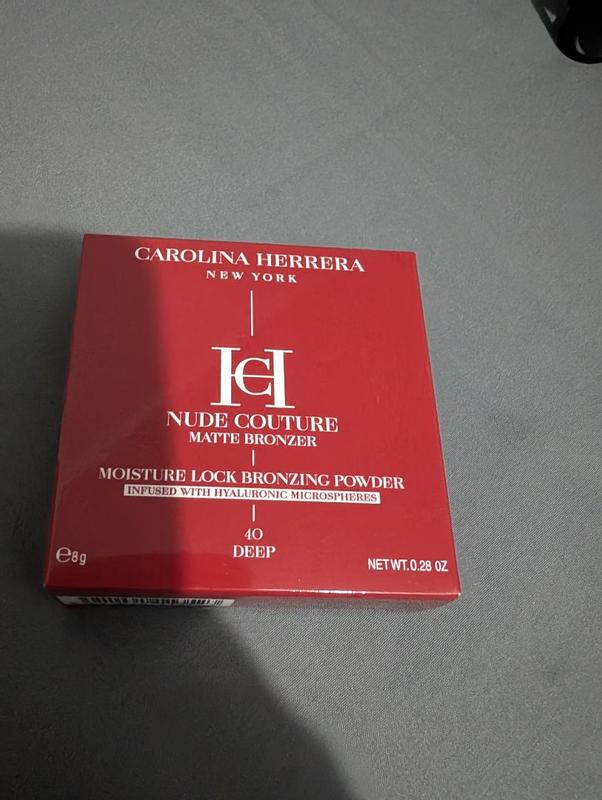 CAROLINA HERRERA
NEW YORK
CH
NUDE COUTURE
MATTE BRONZER
MOISTURE LOCK BRONZING POWDER
INFUSED WITH HYALURONIC MICROSPHERES
40
DEEP
℮8g
NET WT. 0.28 OZ